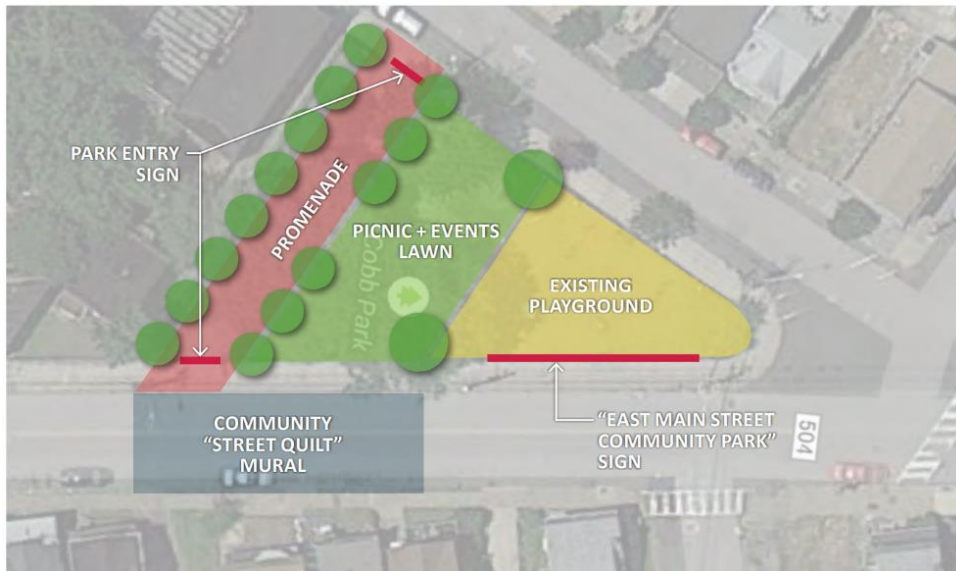 PARK ENTRY
SIGN
PROMENADE
PICNIC + EVENTS
LAWN
Cobb Park
EXISTING
PLAYGROUND
COMMUNITY
“STREET QUILT”
MURAL
“EAST MAIN STREET
COMMUNITY PARK”
SIGN
504